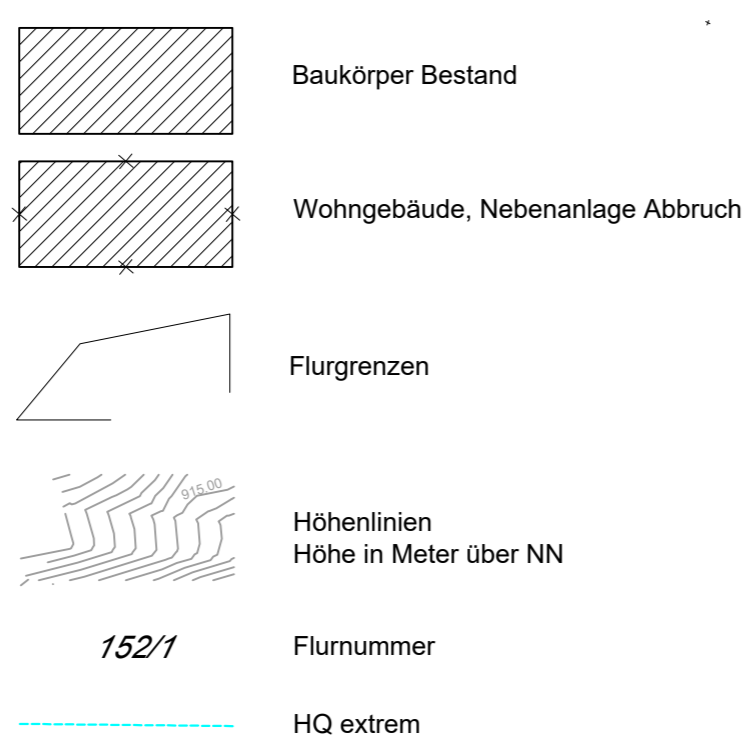 Baukörper Bestand
Wohngebäude, Nebenanlage Abbruch
Flurgrenzen
915.00
Höhenlinien
Höhe in Meter über NN
152/1 Flurnummer
HQ extrem